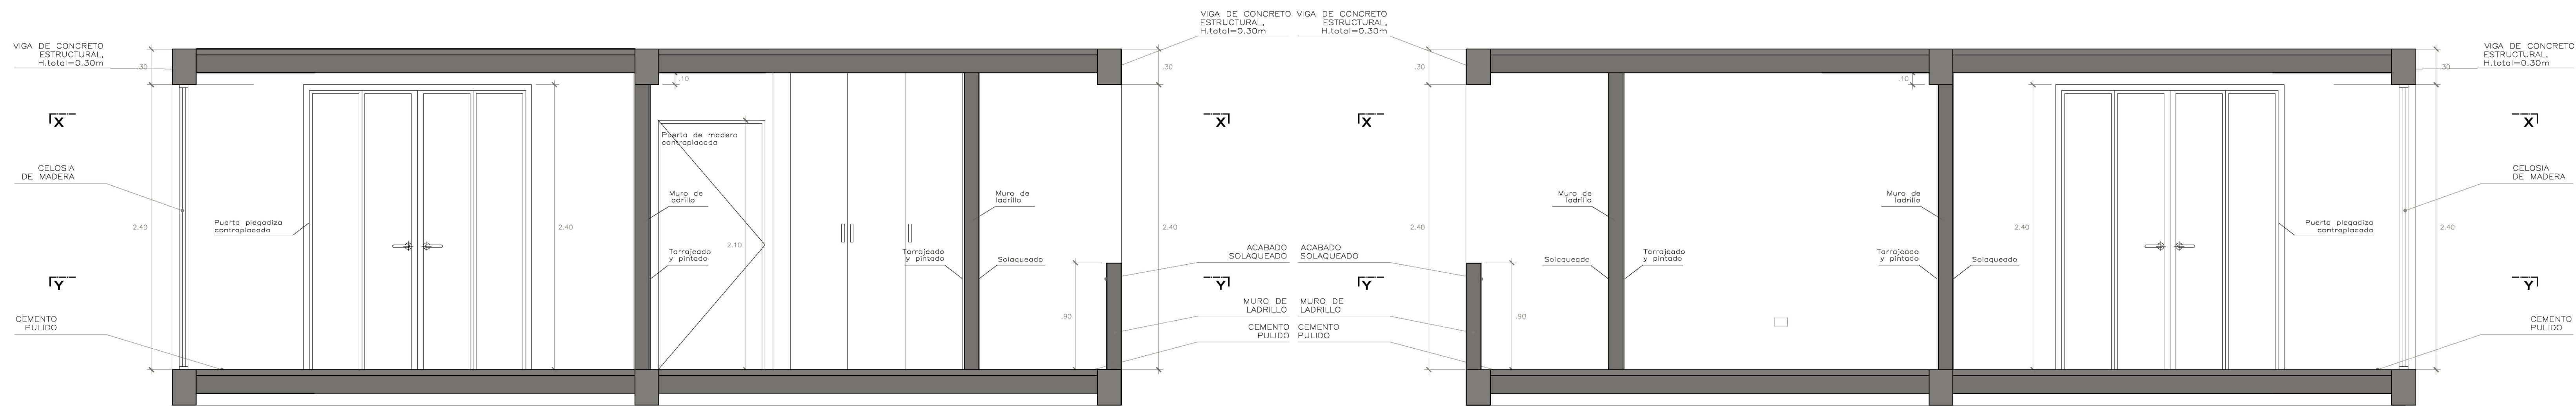 VIGA DE CONCRETO
ESTRUCTURAL,
H.total=0.30m
.30
X
CELOSIA
DE MADERA
2.40
Puerta plegadiza
contraplacada
2.40
Y
CEMENTO
PULIDO
.10
Puerta de madera
contraplacada
Muro de
ladrillo
2.10
Tarrajeado
y pintado
Tarrajeado
y pintado
Muro de
ladrillo
Solaqueado
.90
VIGA DE CONCRETO
ESTRUCTURAL,
H.total=0.30m
.30
X
2.40
ACABADO
SOLAQUEADO
Y
MURO DE
LADRILLO
CEMENTO
PULIDO
VIGA DE CONCRETO
ESTRUCTURAL,
H.total=0.30m
.30
X
2.40
ACABADO
SOLAQUEADO
Y
MURO DE
LADRILLO
CEMENTO
PULIDO
.90
Muro de
ladrillo
Solaqueado
Tarrajeado
y pintado
.10
Muro de
ladrillo
Tarrajeado
y pintado
Solaqueado
2.40
Puerta plegadiza
contraplacada
VIGA DE CONCRETO
ESTRUCTURAL,
H.total=0.30m
.30
X
CELOSIA
DE MADERA
2.40
Y
CEMENTO
PULIDO